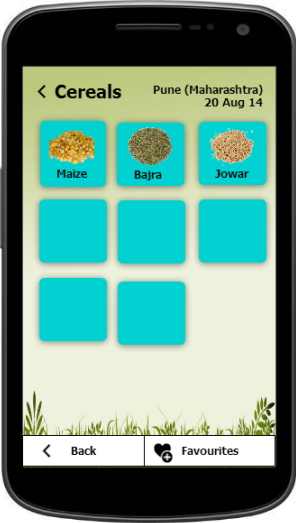 Cereals
Pune (Maharashtra)
20 Aug 14
Maize
Bajra
Jowar
Back
Favourites